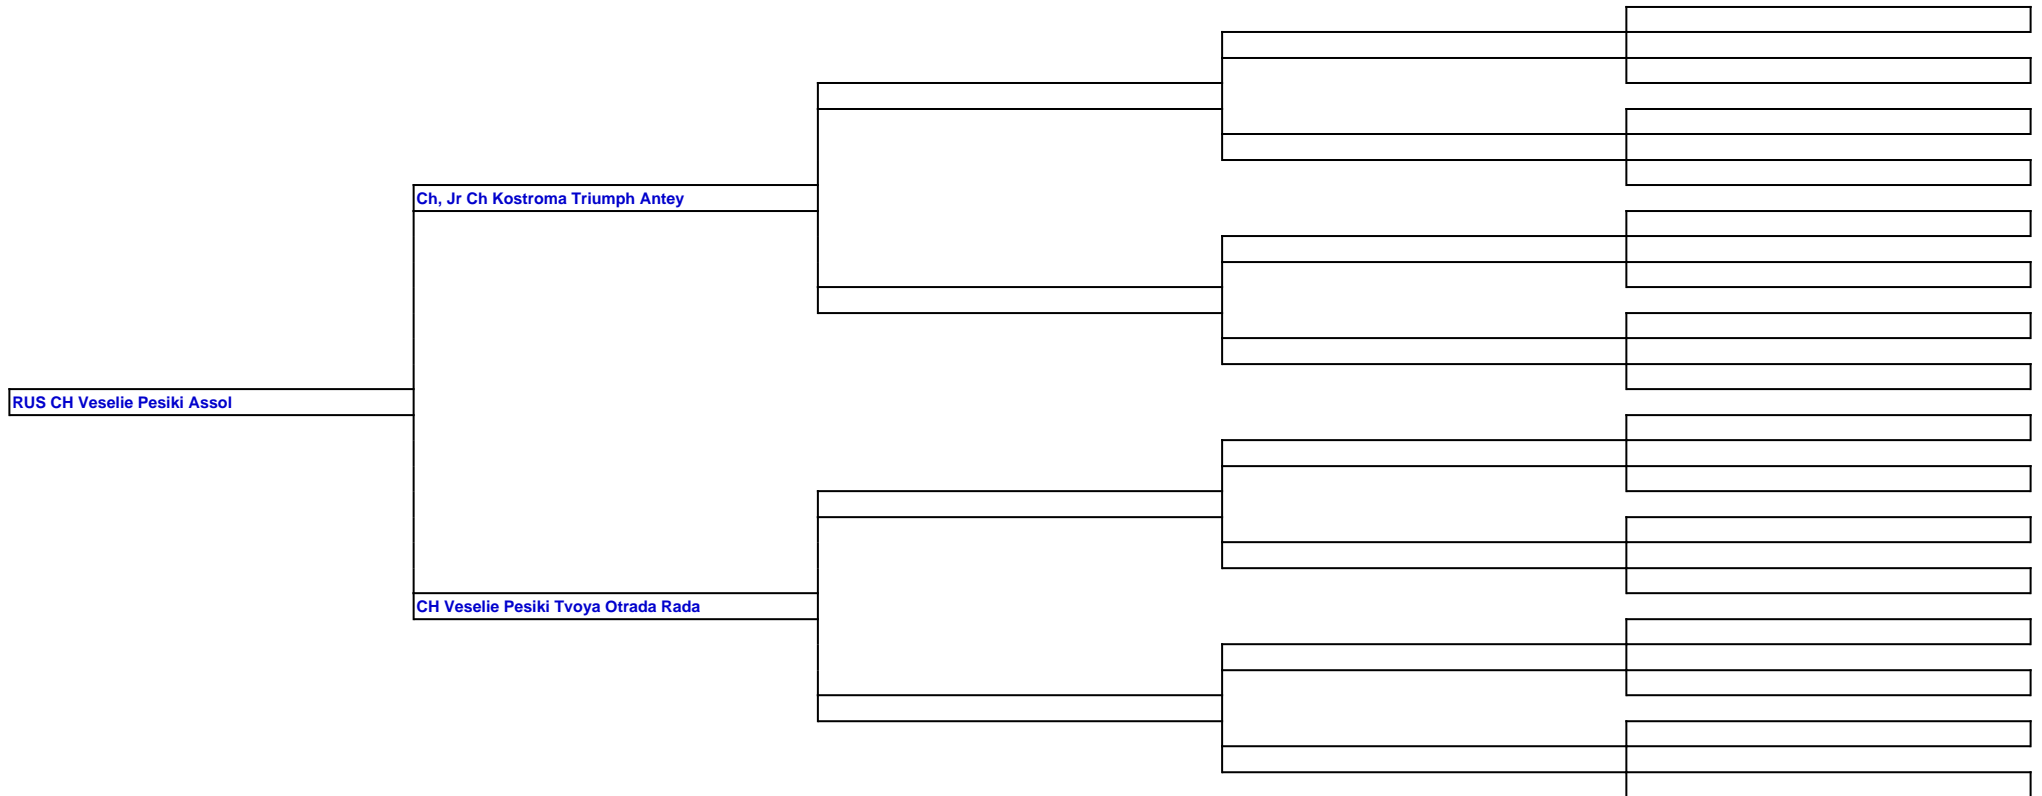 Ch, Jr Ch Kostroma Triumph Antey
RUS CH Veselie Pesiki Assol
CH Veselie Pesiki Tvoya Otrada Rada